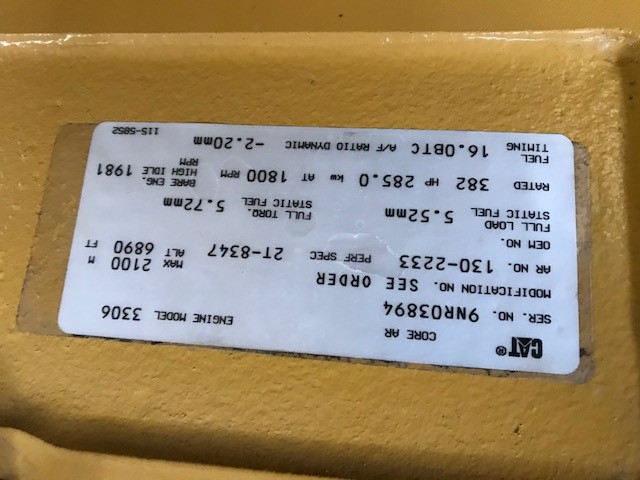 CAT® CORE AR
SER. NO. 9NR03894 ENGINE MODEL 3306
MODIFICATION NO. SEE ORDER
AR NO. 130-2233 PERF SPEC 2T-8347 MAX ALT 2100 M 6890 FT
OEM NO.
FULL LOAD STATIC FUEL 5.52mm FULL TORQ. STATIC FUEL 5.72mm
RATED 382 HP 285.0 kw AT 1800 RPM BARE ENG. HIGH IDLE RPM 1981
FUEL TIMING 16.0BTC A/F RATIO DYNAMIC -2.20mm
115-5852